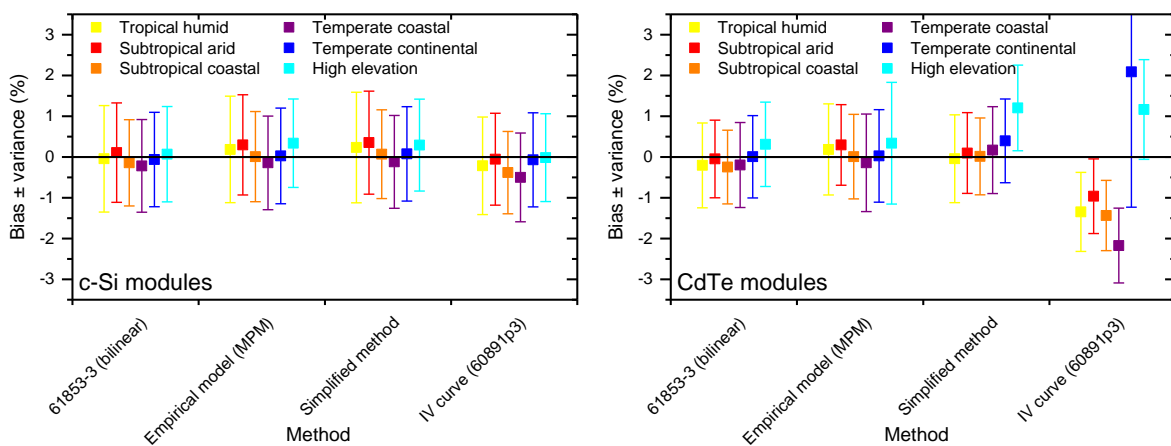 3
2
1
0
-1
-2
-3
Bias ± variance (%)
Tropical humid
Subtropical arid
Subtropical coastal
Temperate coastal
Temperate continental
High elevation
c-Si modules
61853-3 (bilinear)
Empirical model (MPM)
Simplified method
IV curve (60891p3)
Method
3
2
1
0
-1
-2
-3
Bias ± variance (%)
Tropical humid
Subtropical arid
Subtropical coastal
Temperate coastal
Temperate continental
High elevation
CdTe modules
61853-3 (bilinear)
Empirical model (MPM)
Simplified method
IV curve (60891p3)
Method